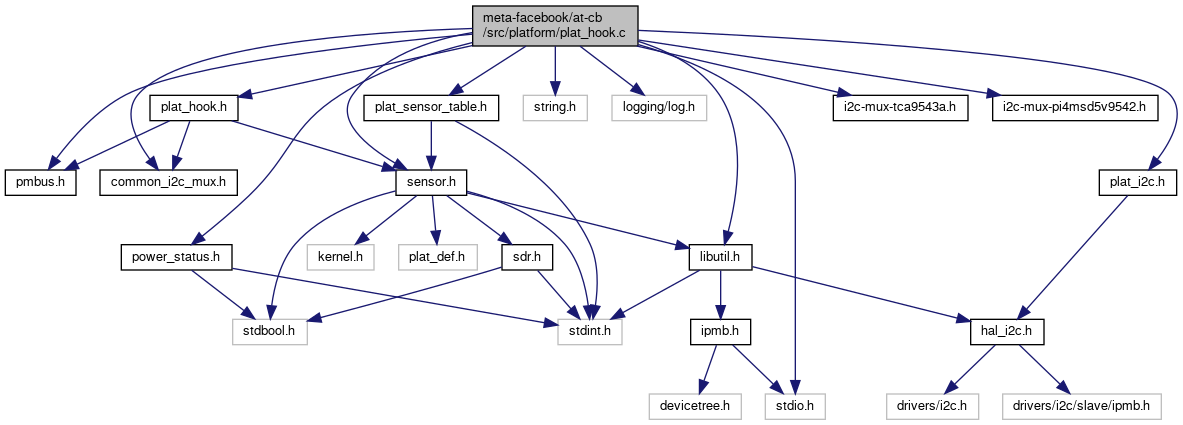 meta-facebook/at-cb
/src/platform/plat_hook.c
plat_hook.h
plat_sensor_table.h
string.h
logging/log.h
i2c-mux-tca9543a.h
i2c-mux-pi4msd5v9542.h
pmbus.h
common_i2c_mux.h
sensor.h
plat_i2c.h
power_status.h
kernel.h
plat_def.h
sdr.h
libutil.h
stdbool.h
stdint.h
ipmb.h
hal_i2c.h
devicetree.h
stdio.h
drivers/i2c.h
drivers/i2c/slave/ipmb.h